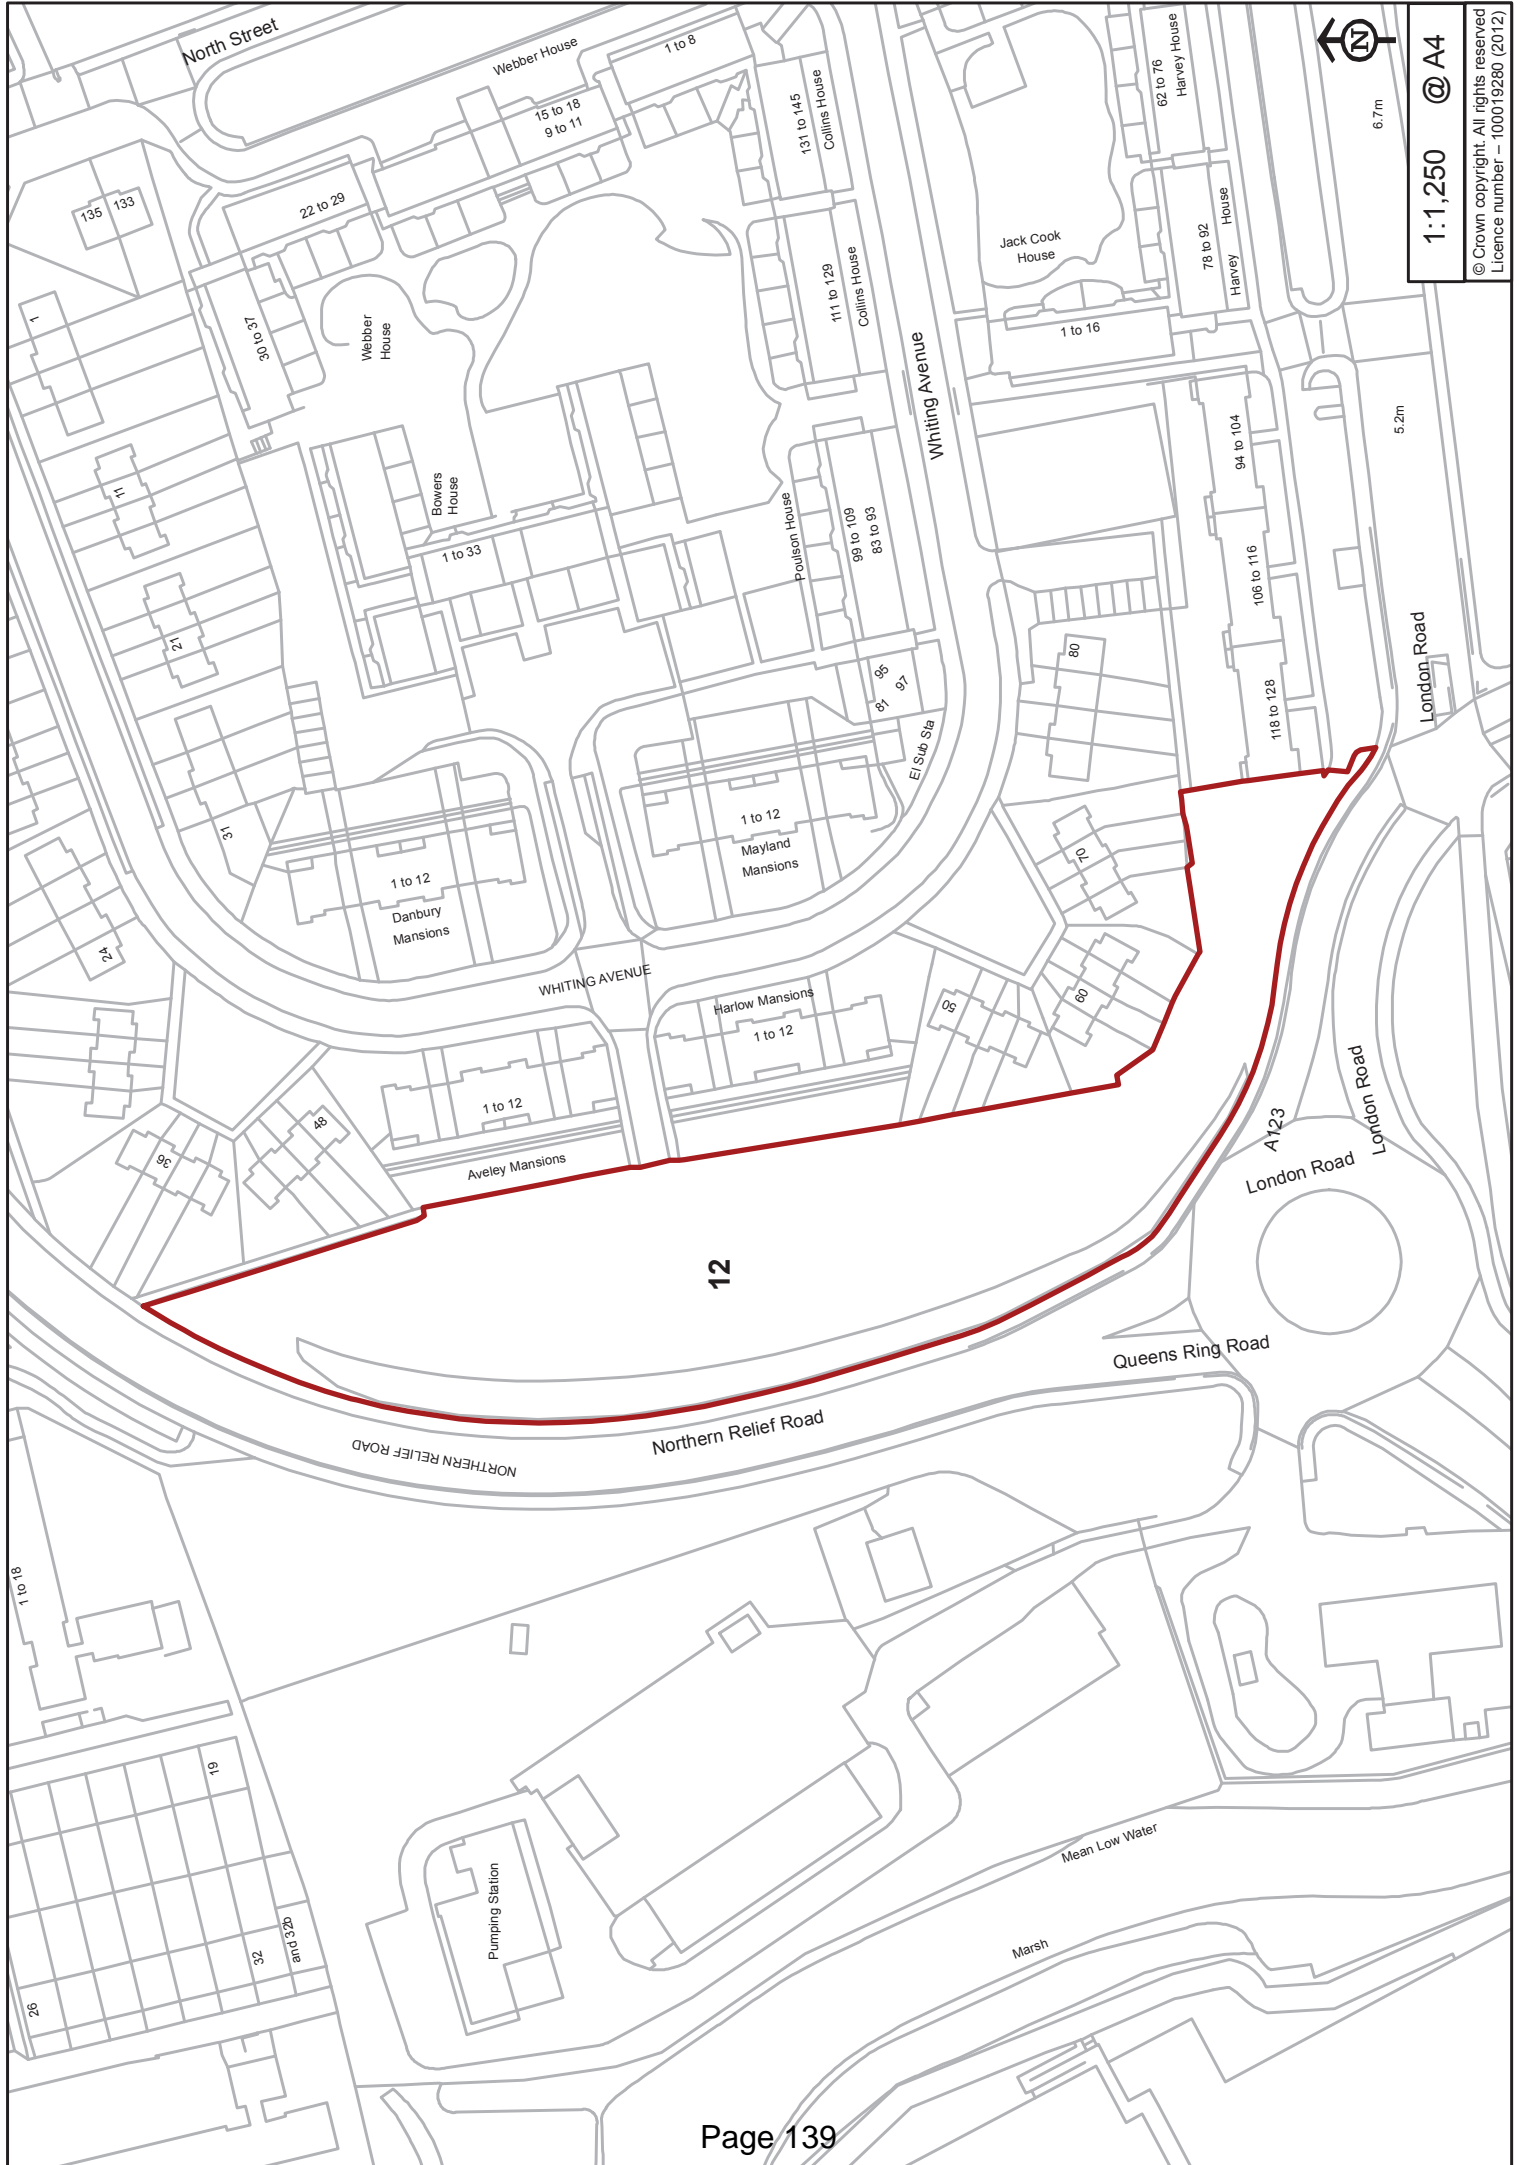 North Street
Webber House
1 to 8
15 to 18
9 to 11
131 to 145
Collins House
62 to 76
Harvey House
N
1:1,250 @ A4
© Crown copyright. All rights reserved
Licence number – 100019280 (2012)
6.7m
135
133
22 to 29
1
30 to 37
Webber
House
111 to 129
Collins House
Jack Cook
House
78 to 92
Harvey House
1 to 16
Whiting Avenue
5.2m
11
Bowers
House
1 to 33
Poulson House
99 to 109
83 to 93
94 to 104
106 to 116
118 to 128
London Road
21
31
95
97
81
El Sub Sta
80
24
1 to 12
Danbury
Mansions
1 to 12
Mayland
Mansions
70
WHITING AVENUE
Harlow Mansions
1 to 12
50
60
36
48
1 to 12
Aveley Mansions
A123
London Road
London Road
12
Queens Ring Road
Northern Relief Road
NORTHERN RELIEF ROAD
1 to 18
19
26
32
and 32b
Pumping Station
Mean Low Water
Marsh
Page 139